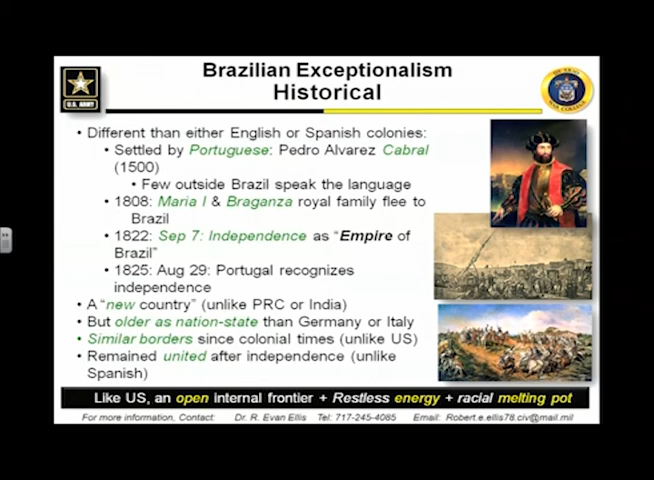 Brazilian Exceptionalism
Historical
U.S. ARMY
• Different than either English or Spanish colonies:
• Settled by Portuguese: Pedro Alvarez Cabral
(1500)
• Few outside Brazil speak the language
• 1808: Maria I & Braganza royal family flee to
Brazil
• 1822: Sep 7: Independence as "Empire of
Brazil"
• 1825: Aug 29: Portugal recognizes
independence
• A "new country" (unlike PRC or India)
• But older as nation-state than Germany or Italy
• Similar borders since colonial times (unlike US)
• Remained united after independence (unlike
Spanish)
Like US, an open internal frontier + Restless energy + racial melting pot
For more information, Contact: Dr. R. Evan Ellis Tel: 717-245-4085 Email: Robert.e.ellis78.civ@mail.mil